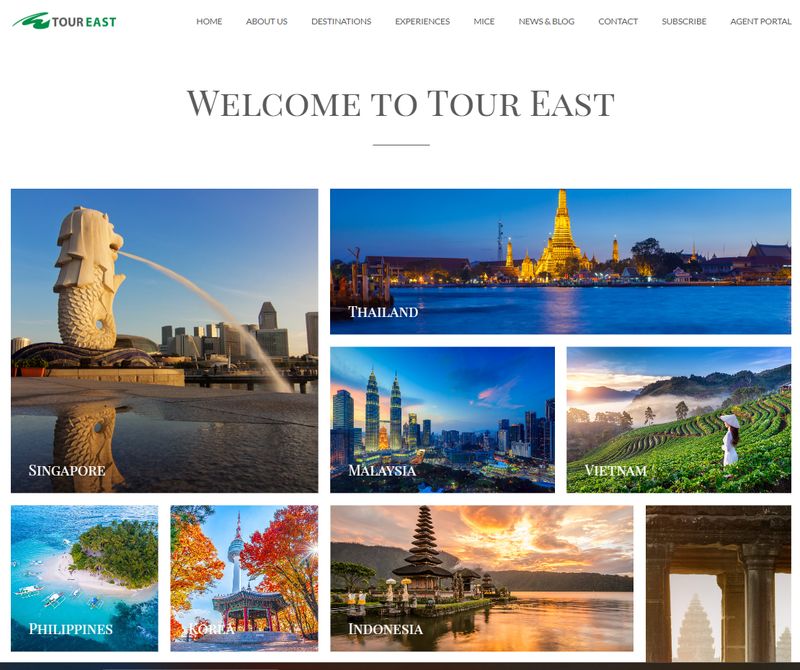 TOUR EAST
HOME ABOUT US DESTINATIONS EXPERIENCES MICE NEWS & BLOG CONTACT SUBSCRIBE AGENT PORTAL
Welcome to Tour East
Thailand
Singapore
Malaysia
Vietnam
Philippines
Korea
Indonesia